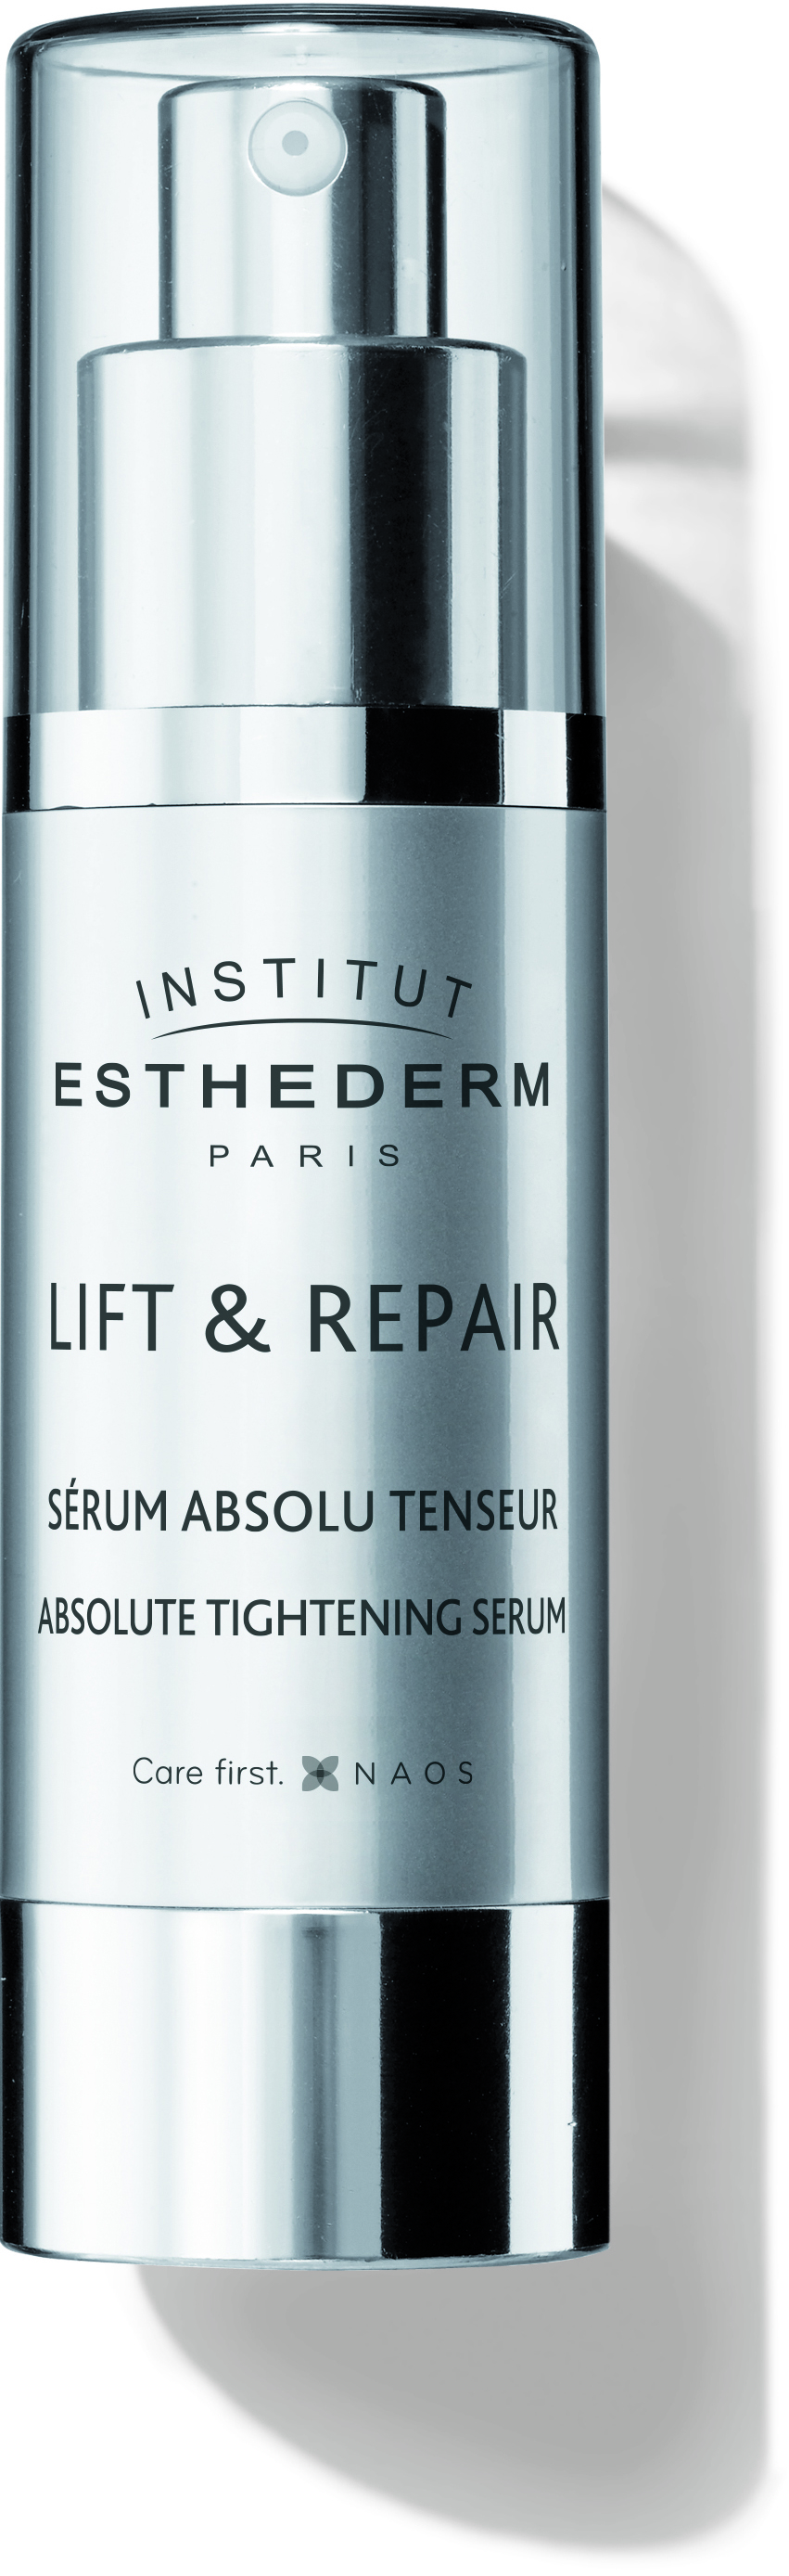 INSTITUT
ESTHEDERM
PARIS
LIFT & REPAIR
SÉRUM ABSOLU TENSEUR
ABSOLUTE TIGHTENING SERUM
Care first. NAOS